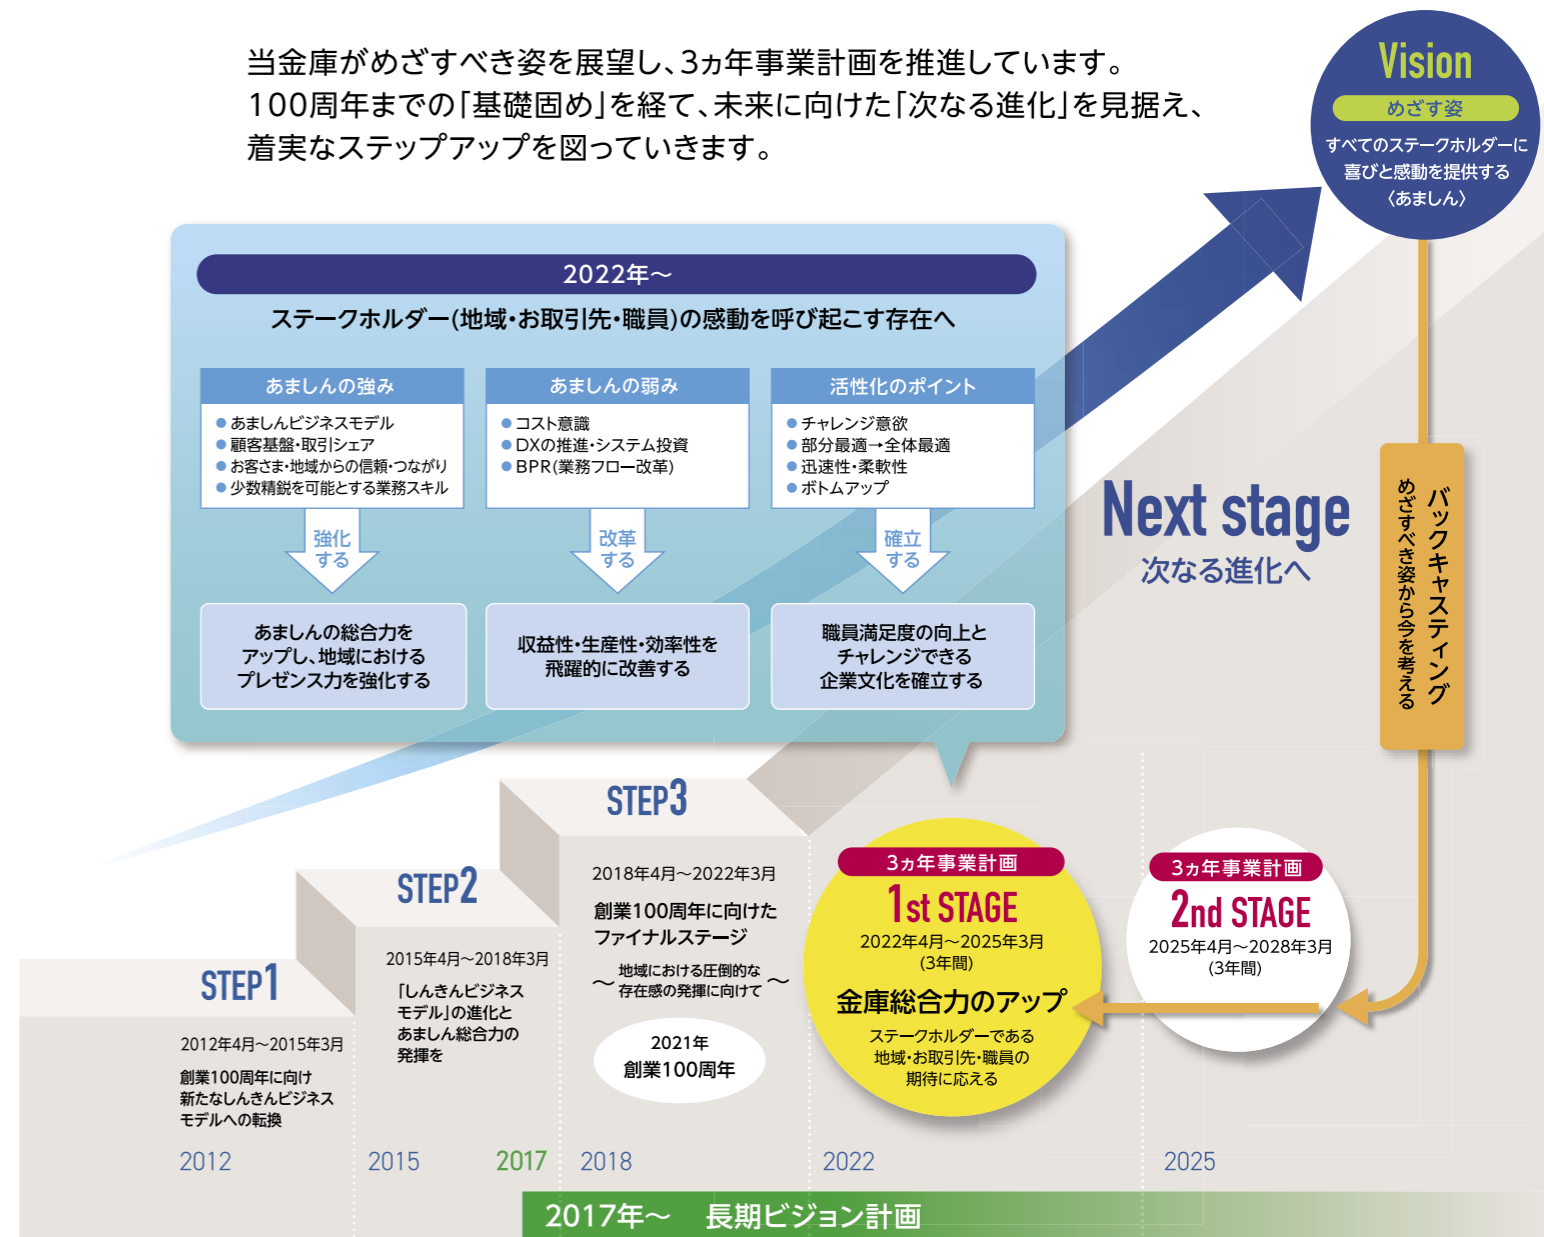 当金庫がめざすべき姿を展望し、3ヵ年事業計画を推進しています。
100周年までの「基礎固め」を経て、未来に向けた「次なる進化」を見据え、
着実なステップアップを図っていきます。
Vision
めざす姿
すべてのステークホルダーに
喜びと感動を提供する
〈あましん〉
2022年～
ステークホルダー(地域・お取引先・職員)の感動を呼び起こす存在へ
あましんの強み
● あましんビジネスモデル
● 顧客基盤・取引シェア
● お客さま・地域からの信頼・つながり
● 少数精鋭を可能とする業務スキル
強化
する
あましんの総合力を
アップし、地域における
プレゼンス力を強化する
あましんの弱み
● コスト意識
● DXの推進・システム投資
● BPR(業務フロー改革)
改革
する
収益性・生産性・効率性を
飛躍的に改善する
活性化のポイント
● チャレンジ意欲
● 部分最適→全体最適
● 迅速性・柔軟性
● ボトムアップ
確立
する
職員満足度の向上と
チャレンジできる
企業文化を確立する
Next stage
次なる進化へ
バックキャスティング
めざすべき姿から今を考える
STEP1
2012年4月～2015年3月
創業100周年に向け
新たなしんきんビジネス
モデルへの転換
STEP2
2015年4月～2018年3月
「しんきんビジネス
モデル」の進化と
あましん総合力の
発揮を
STEP3
2018年4月～2022年3月
創業100周年に向けた
ファイナルステージ
～地域における圧倒的な
存在感の発揮に向けて～
2021年
創業100周年
3ヵ年事業計画
1st STAGE
2022年4月～2025年3月
(3年間)
金庫総合力のアップ
ステークホルダーである
地域・お取引先・職員の
期待に応える
3ヵ年事業計画
2nd STAGE
2025年4月～2028年3月
(3年間)
2012
2015
2017
2018
2022
2025
2017年～ 長期ビジョン計画